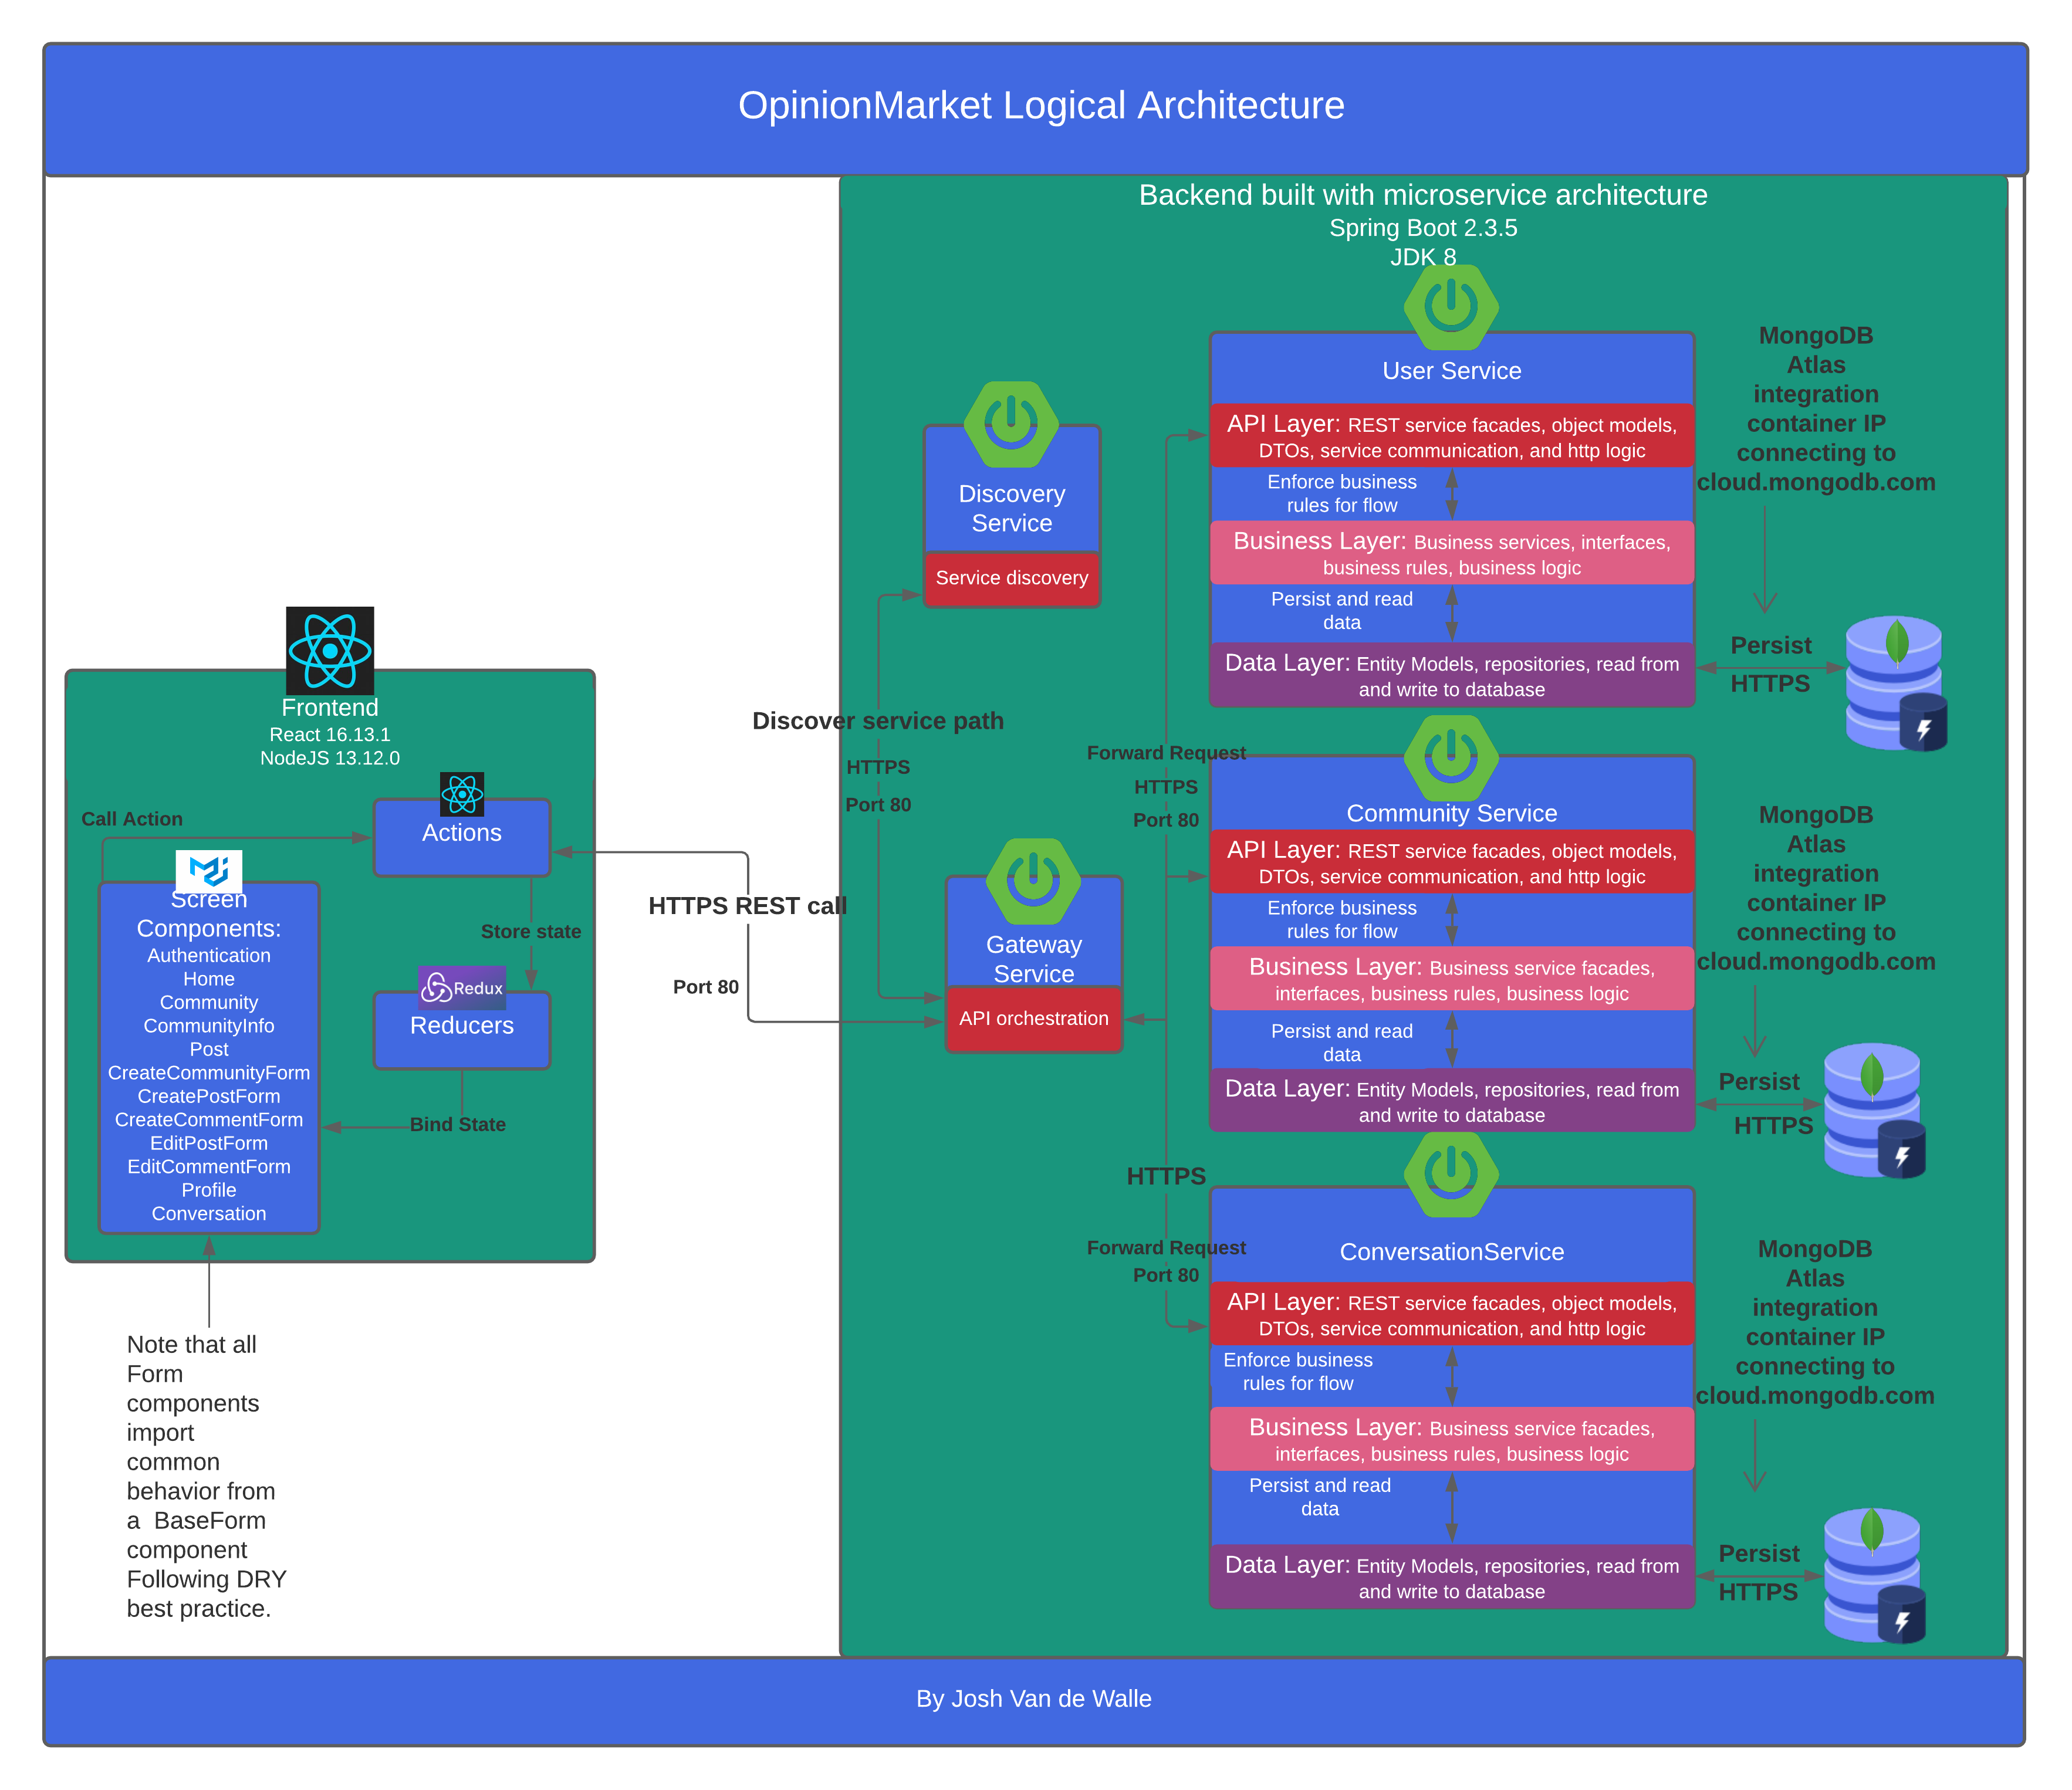 OpinionMarket Logical Architecture
Backend built with microservice architecture
Spring Boot 2.3.5
JDK 8
Frontend
React 16.13.1
NodeJS 13.12.0
Call Action
Actions
Store state
Redux
Reducers
Bind State
Screen
Components:
Authentication
Home
Community
CommunityInfo
Post
CreateCommunityForm
CreatePostForm
CreateCommentForm
EditPostForm
EditCommentForm
Profile
Conversation
Note that all
Form
components
import
common
behavior from
a BaseForm
component
Following DRY
best practice.
HTTPS REST call
Port 80
Discovery
Service
Service discovery
Discover service path
HTTPS
Port 80
Gateway
Service
API orchestration
Forward Request
HTTPS
Port 80
HTTPS
Forward Request
Port 80
User Service
API Layer: REST service facades, object models,
DTOs, service communication, and http logic
Enforce business
rules for flow
Business Layer: Business services, interfaces,
business rules, business logic
Persist and read
data
Data Layer: Entity Models, repositories, read from
and write to database
MongoDB
Atlas
integration
container IP
connecting to
cloud.mongodb.com
Persist
HTTPS
Community Service
API Layer: REST service facades, object models,
DTOs, service communication, and http logic
Enforce business
rules for flow
Business Layer: Business service facades,
interfaces, business rules, business logic
Persist and read
data
Data Layer: Entity Models, repositories, read from
and write to database
MongoDB
Atlas
integration
container IP
connecting to
cloud.mongodb.com
Persist
HTTPS
ConversationService
API Layer: REST service facades, object models,
DTOs, service communication, and http logic
Enforce business
rules for flow
Business Layer: Business service facades,
interfaces, business rules, business logic
Persist and read
data
Data Layer: Entity Models, repositories, read from
and write to database
MongoDB
Atlas
integration
container IP
connecting to
cloud.mongodb.com
Persist
HTTPS
By Josh Van de Walle